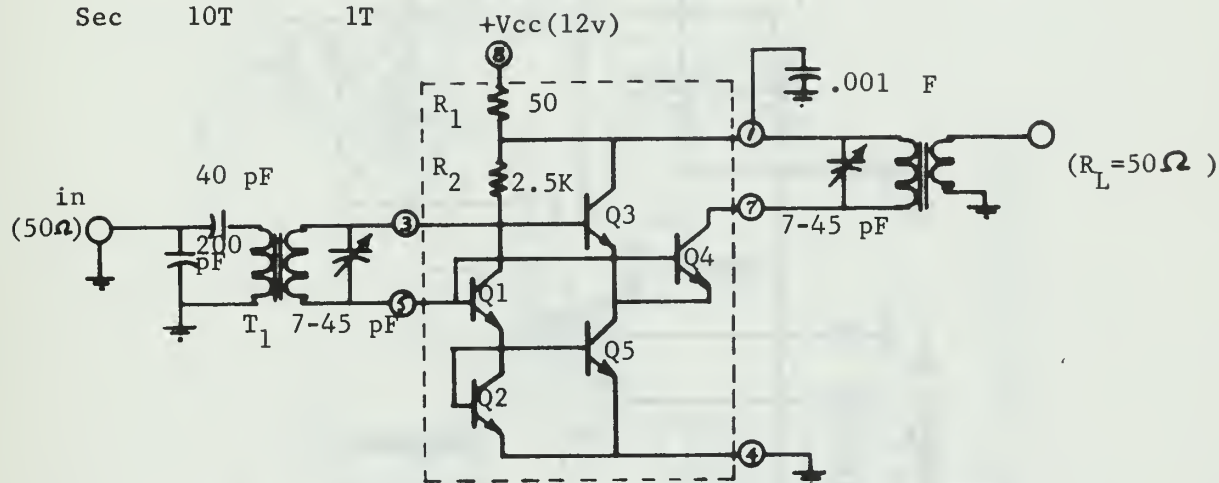 Sec 10T 1T
+Vcc(12v)
8
R1 50
.001 F
1
40 pF
R2 2.5K
(RL=50Ω)
in
(50Ω)
3
Q3
7
200
pF
Q4
7-45 pF
Q1
T1 7-45 pF
5
Q5
Q2
4